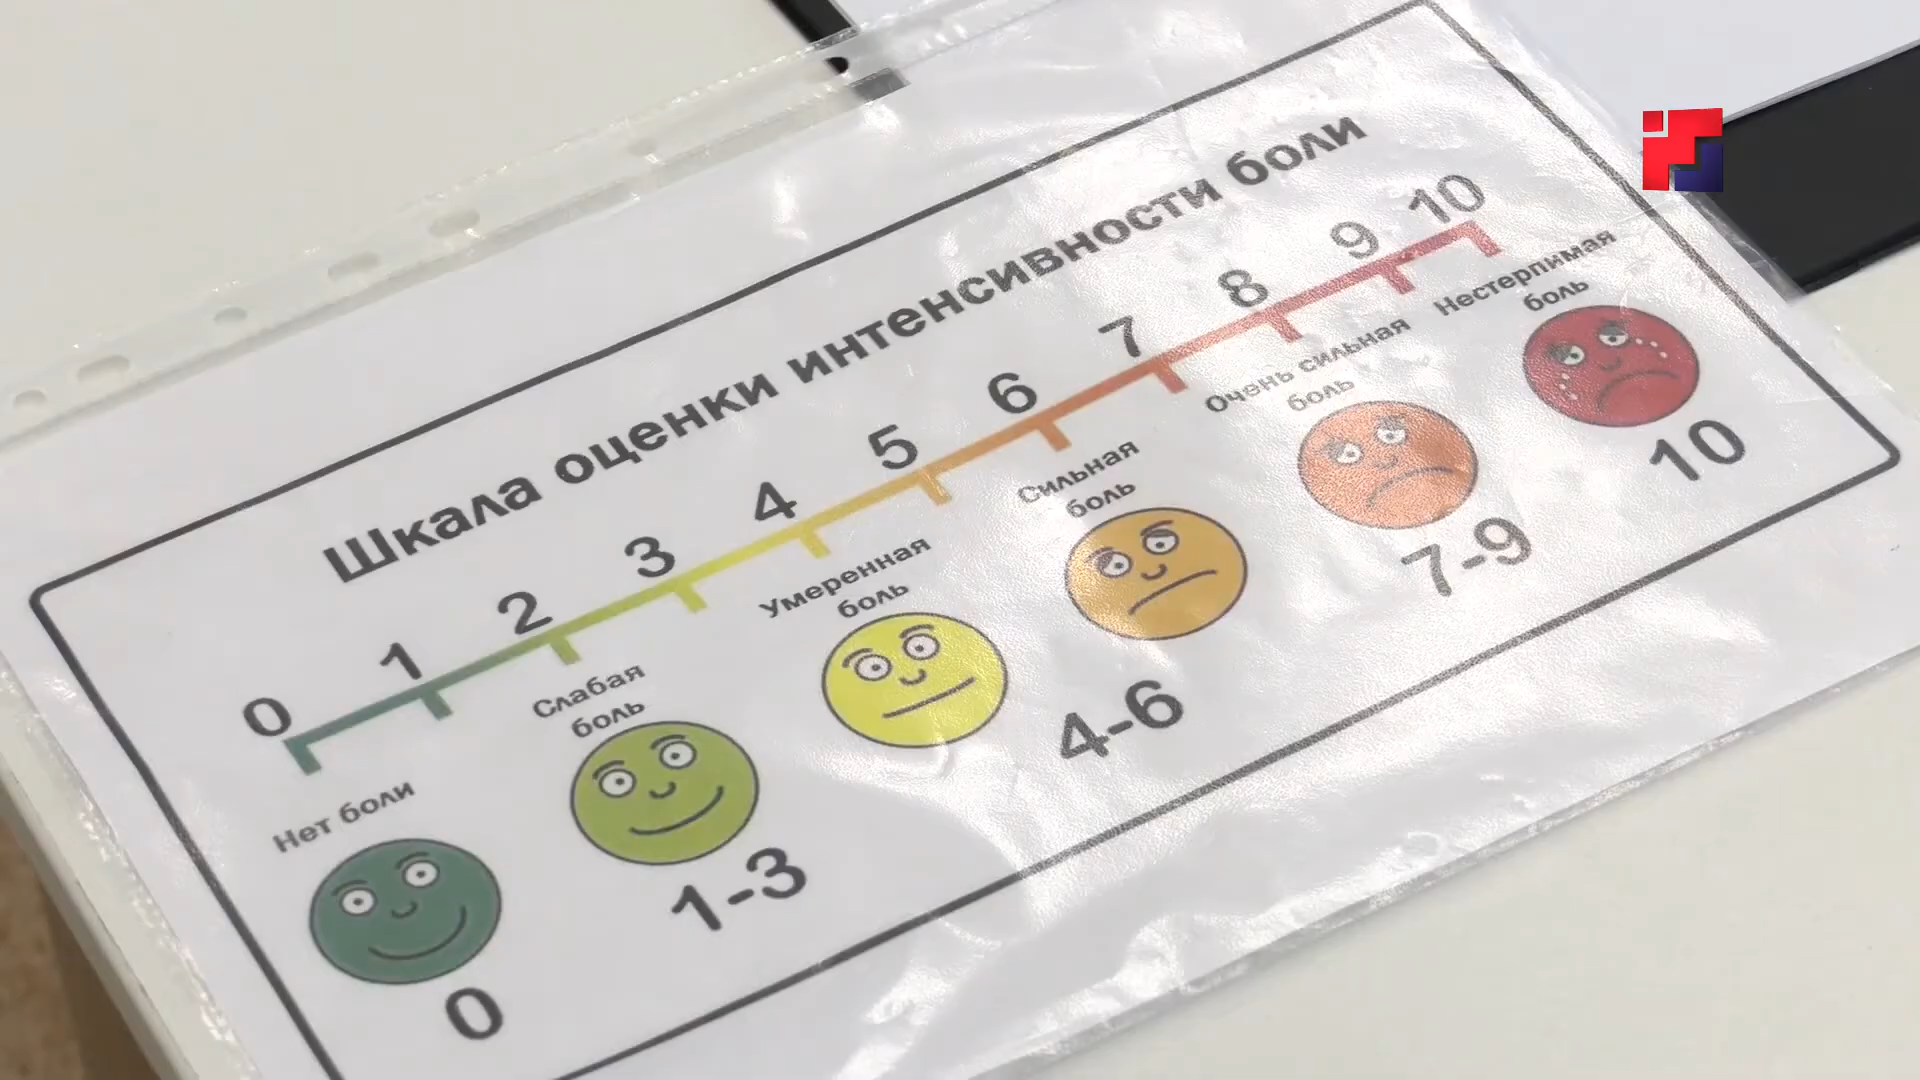 Шкала оценки интенсивности боли
0 1 2 3 4 5 6 7 8 9 10
Нет боли
Слабая
боль
Умеренная
боль
Сильная
боль
Очень сильная
боль
Нестерпимая
боль
0
1-3
4-6
7-9
10